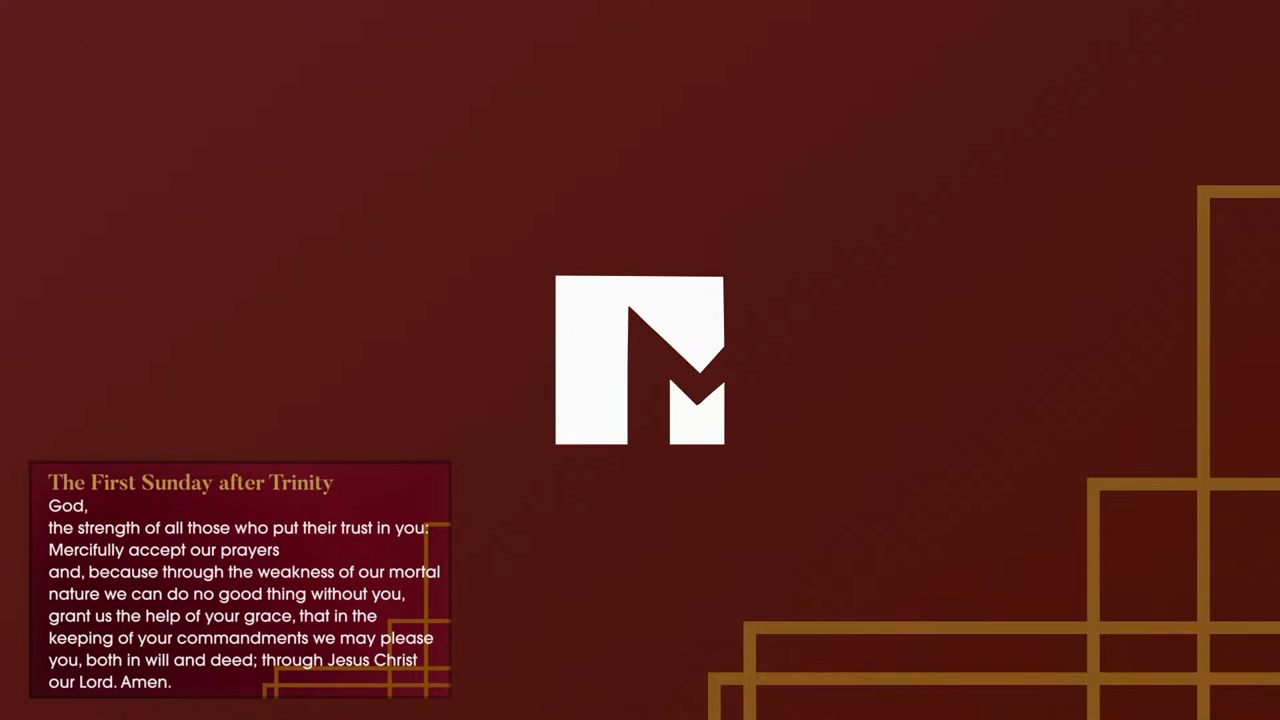 The First Sunday after Trinity
God,
the strength of all those who put their trust in you:
Mercifully accept our prayers
and, because through the weakness of our mortal
nature we can do no good thing without you,
grant us the help of your grace, that in the
keeping of your commandments we may please
you, both in will and deed; through Jesus Christ
our Lord. Amen.